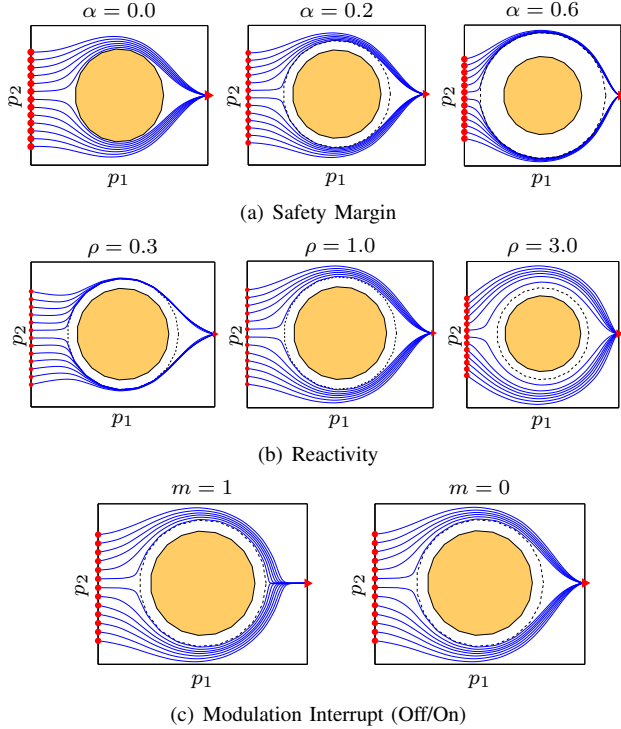 α = 0.0 α = 0.2 α = 0.6
p₂ p₂ p₂
p₁ p₁ p₁
(a) Safety Margin
ρ = 0.3 ρ = 1.0 ρ = 3.0
p₂ p₂ p₂
p₁ p₁ p₁
(b) Reactivity
m = 1 m = 0
p₂ p₂
p₁ p₁
(c) Modulation Interrupt (Off/On)